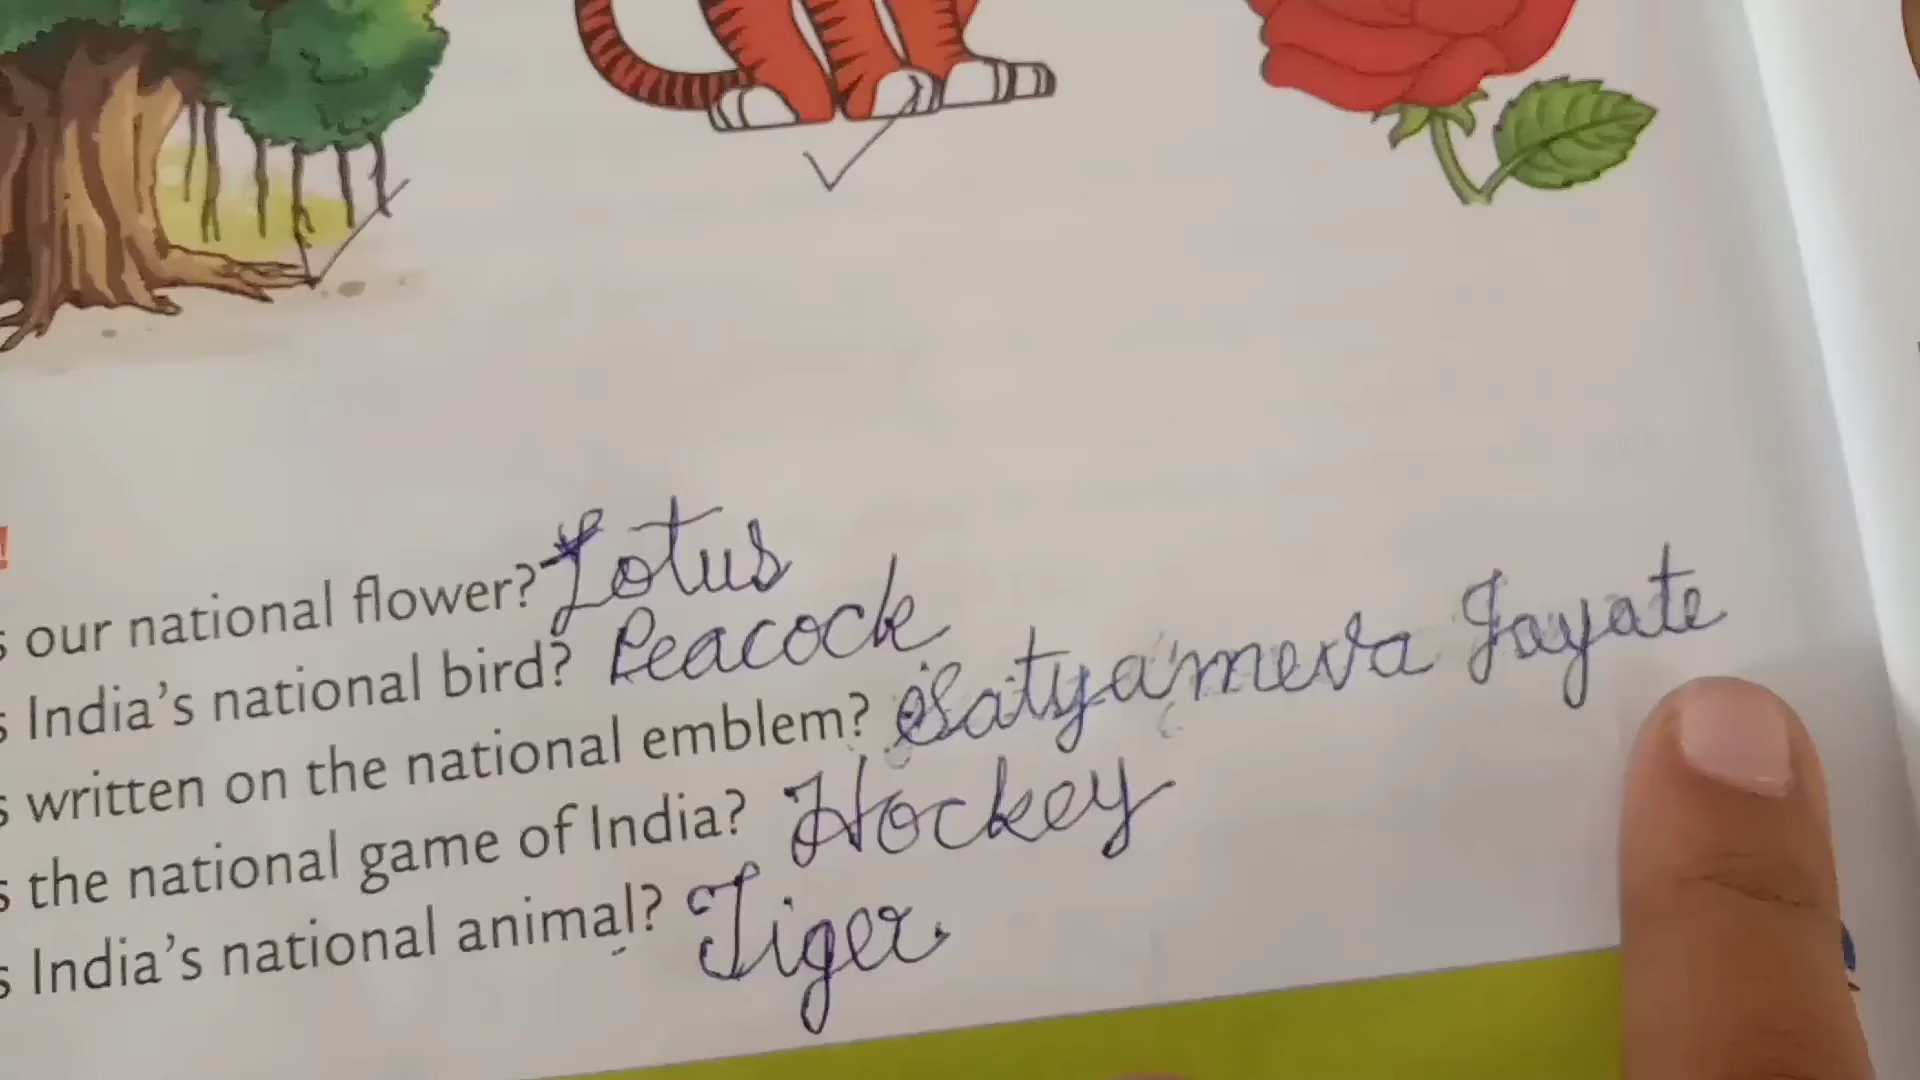 !
s our national flower? Lotus
s India's national bird? Peacock
s written on the national emblem? Satyameva Jayate
s the national game of India? Hockey
s India's national animal? Tiger